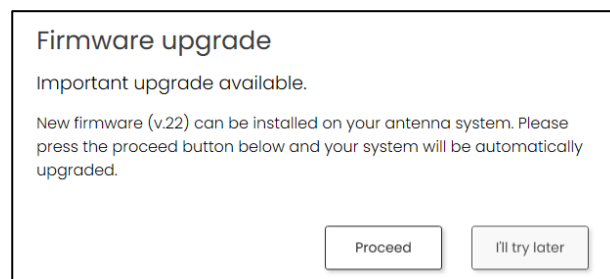 Firmware upgrade
Important upgrade available.
New firmware (v.22) can be installed on your antenna system. Please
press the proceed button below and your system will be automatically
upgraded.
Proceed
I'll try later